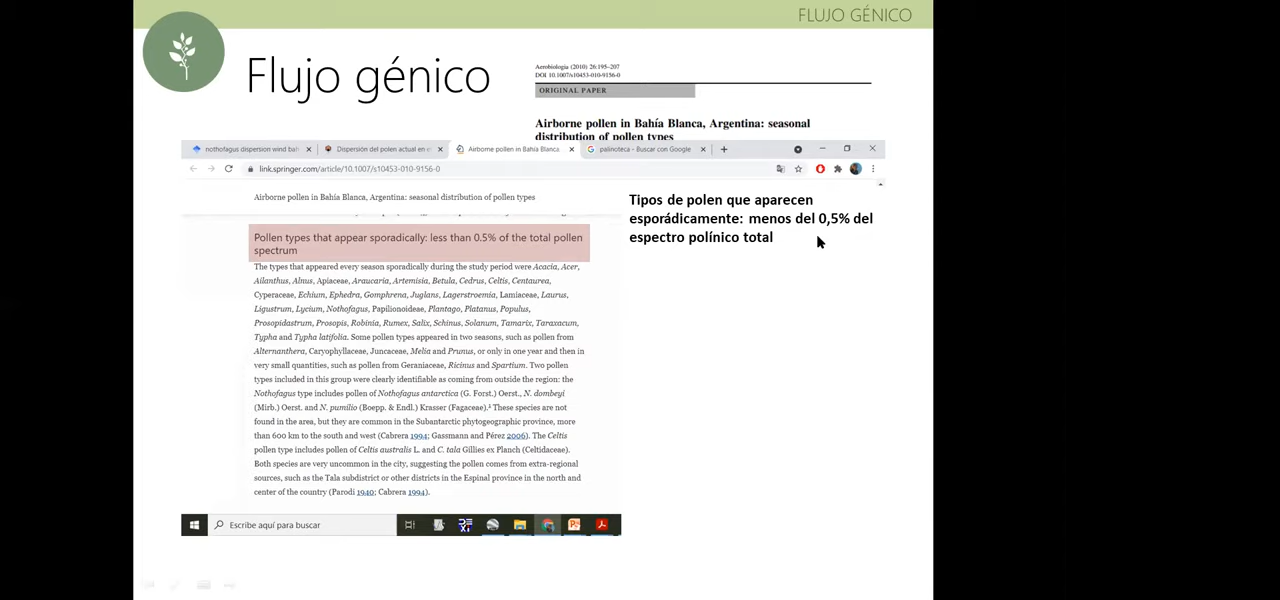 FLUJO GÉNICO
Flujo génico
Aerobiologia (2010) 26:195–207
DOI 10.1007/s10453-010-9156-0
ORIGINAL PAPER
Airborne pollen in Bahía Blanca, Argentina: seasonal
distribution of pollen types
nothofagus dispersion wind bah
Dispersión del polen actual en e
Airborne pollen in Bahía Blanca,
palinoteca - Buscar con Google
link.springer.com/article/10.1007/s10453-010-9156-0
Airborne pollen in Bahía Blanca, Argentina: seasonal distribution of pollen types
Pollen types that appear sporadically: less than 0.5% of the total pollen
spectrum
The types that appeared every season sporadically during the study period were Acacia, Acer,
Ailanthus, Alnus, Apiaceae, Araucaria, Artemisia, Betula, Cedrus, Celtis, Centaurea,
Cyperaceae, Echium, Ephedra, Gomphrena, Juglans, Lagerstroemia, Lamiaceae, Laurus,
Ligustrum, Lycium, Nothofagus, Papilionoideae, Plantago, Platanus, Populus,
Prosopidastrum, Prosopis, Robinia, Rumex, Salix, Schinus, Solanum, Tamarix, Taraxacum,
Typha and Typha latifolia. Some pollen types appeared in two seasons, such as pollen from
Alternanthera, Caryophyllaceae, Juncaceae, Melia and Prunus, or only in one year and then in
very small quantities, such as pollen from Geraniaceae, Ricinus and Spartium. Two pollen
types included in this group were clearly identifiable as coming from outside the region: the
Nothofagus type includes pollen of Nothofagus antarctica (G. Forst.) Oerst., N. dombeyi
(Mirb.) Oerst. and N. pumilio (Boepp. & Endl.) Krasser (Fagaceae).¹ These species are not
found in the area, but they are common in the Subantarctic phytogeographic province, more
than 600 km to the south and west (Cabrera 1994; Gassmann and Pérez 2006). The Celtis
pollen type includes pollen of Celtis australis L. and C. tala Gillies ex Planch (Celtidaceae).
Both species are very uncommon in the city, suggesting the pollen comes from extra-regional
sources, such as the Tala subdistrict or other districts in the Espinal province in the north and
center of the country (Parodi 1940; Cabrera 1994).
Tipos de polen que aparecen
esporádicamente: menos del 0,5% del
espectro polínico total
Escribe aquí para buscar